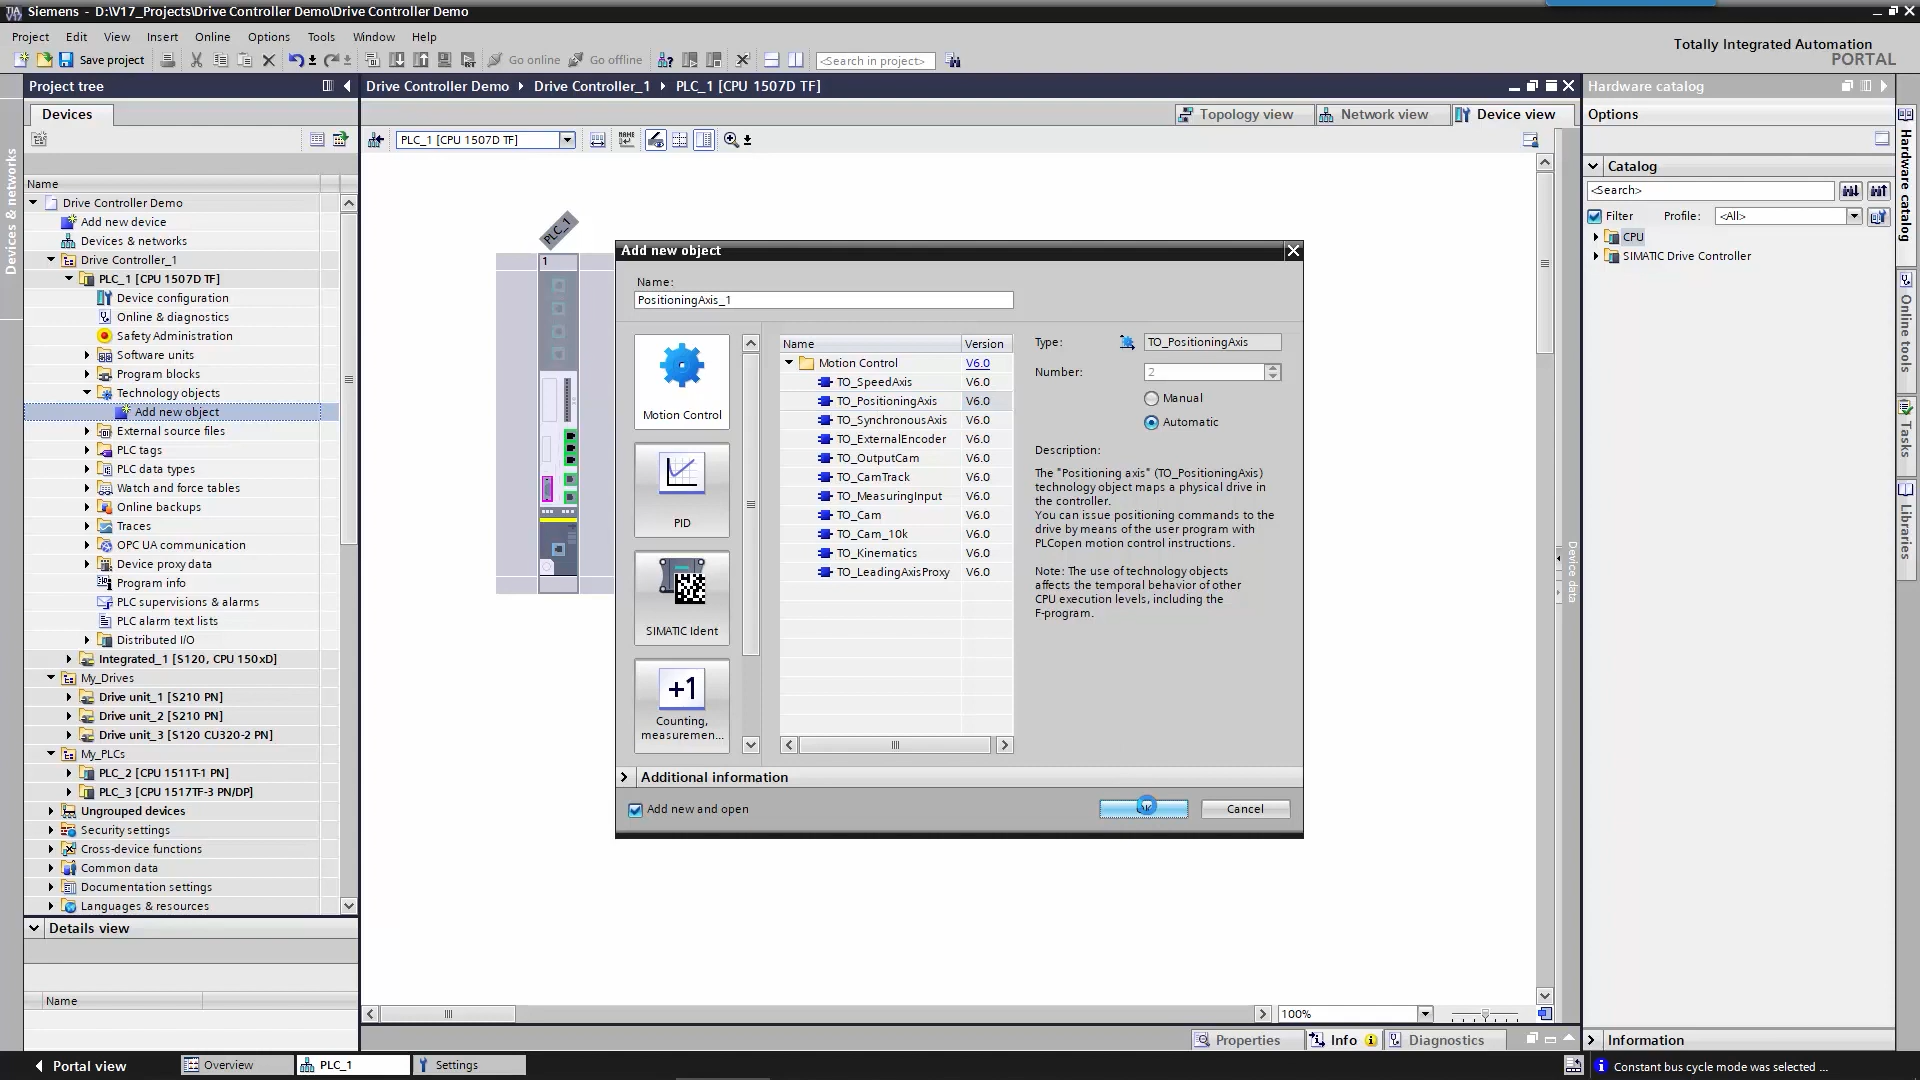 Siemens - D:\V17_Projects\Drive Controller Demo\Drive Controller Demo
Project Edit View Insert Online Options Tools Window Help
Totally Integrated Automation
PORTAL
Save project
Go online
Go offline
<Search in project>
Project tree
Drive Controller Demo
Drive Controller_1
PLC_1 [CPU 1507D TF]
Hardware catalog
Devices
Topology view
Network view
Device view
Options
PLC_1 [CPU 1507D TF]
Devices & networks
Name
Drive Controller Demo
Add new device
Devices & networks
Drive Controller_1
PLC_1 [CPU 1507D TF]
Device configuration
Online & diagnostics
Safety Administration
Software units
Program blocks
Technology objects
Add new object
External source files
PLC tags
PLC data types
Watch and force tables
Online backups
Traces
OPC UA communication
Device proxy data
Program info
PLC supervisions & alarms
PLC alarm text lists
Distributed I/O
Integrated_1 [S120, CPU 150xD]
My_Drives
Drive unit_1 [S210 PN]
Drive unit_2 [S210 PN]
Drive unit_3 [S120 CU320-2 PN]
My_PLCs
PLC_2 [CPU 1511T-1 PN]
PLC_3 [CPU 1517TF-3 PN/DP]
Ungrouped devices
Security settings
Cross-device functions
Common data
Documentation settings
Languages & resources
Details view
Name
PLC_1
1
Add new object
Name:
PositioningAxis_1
Motion Control
PID
SIMATIC Ident
+1
Counting,
measuremen...
Name Version
Motion Control V6.0
TO_SpeedAxis V6.0
TO_PositioningAxis V6.0
TO_SynchronousAxis V6.0
TO_ExternalEncoder V6.0
TO_OutputCam V6.0
TO_CamTrack V6.0
TO_MeasuringInput V6.0
TO_Cam V6.0
TO_Cam_10k V6.0
TO_Kinematics V6.0
TO_LeadingAxisProxy V6.0
Type: TO_PositioningAxis
Number: 2
Manual
Automatic
Description:
The "Positioning axis" (TO_PositioningAxis)
technology object maps a physical drive in
the controller.
You can issue positioning commands to the
drive by means of the user program with
PLCopen motion control instructions.
Note: The use of technology objects
affects the temporal behavior of other
CPU execution levels, including the
F-program.
Additional information
Add new and open
Cancel
100%
Device data
Catalog
<Search>
Filter Profile: <All>
CPU
SIMATIC Drive Controller
Hardware catalog
Online tools
Tasks
Libraries
Properties
Info
Diagnostics
Information
Portal view
Overview
PLC_1
Settings
Constant bus cycle mode was selected ...